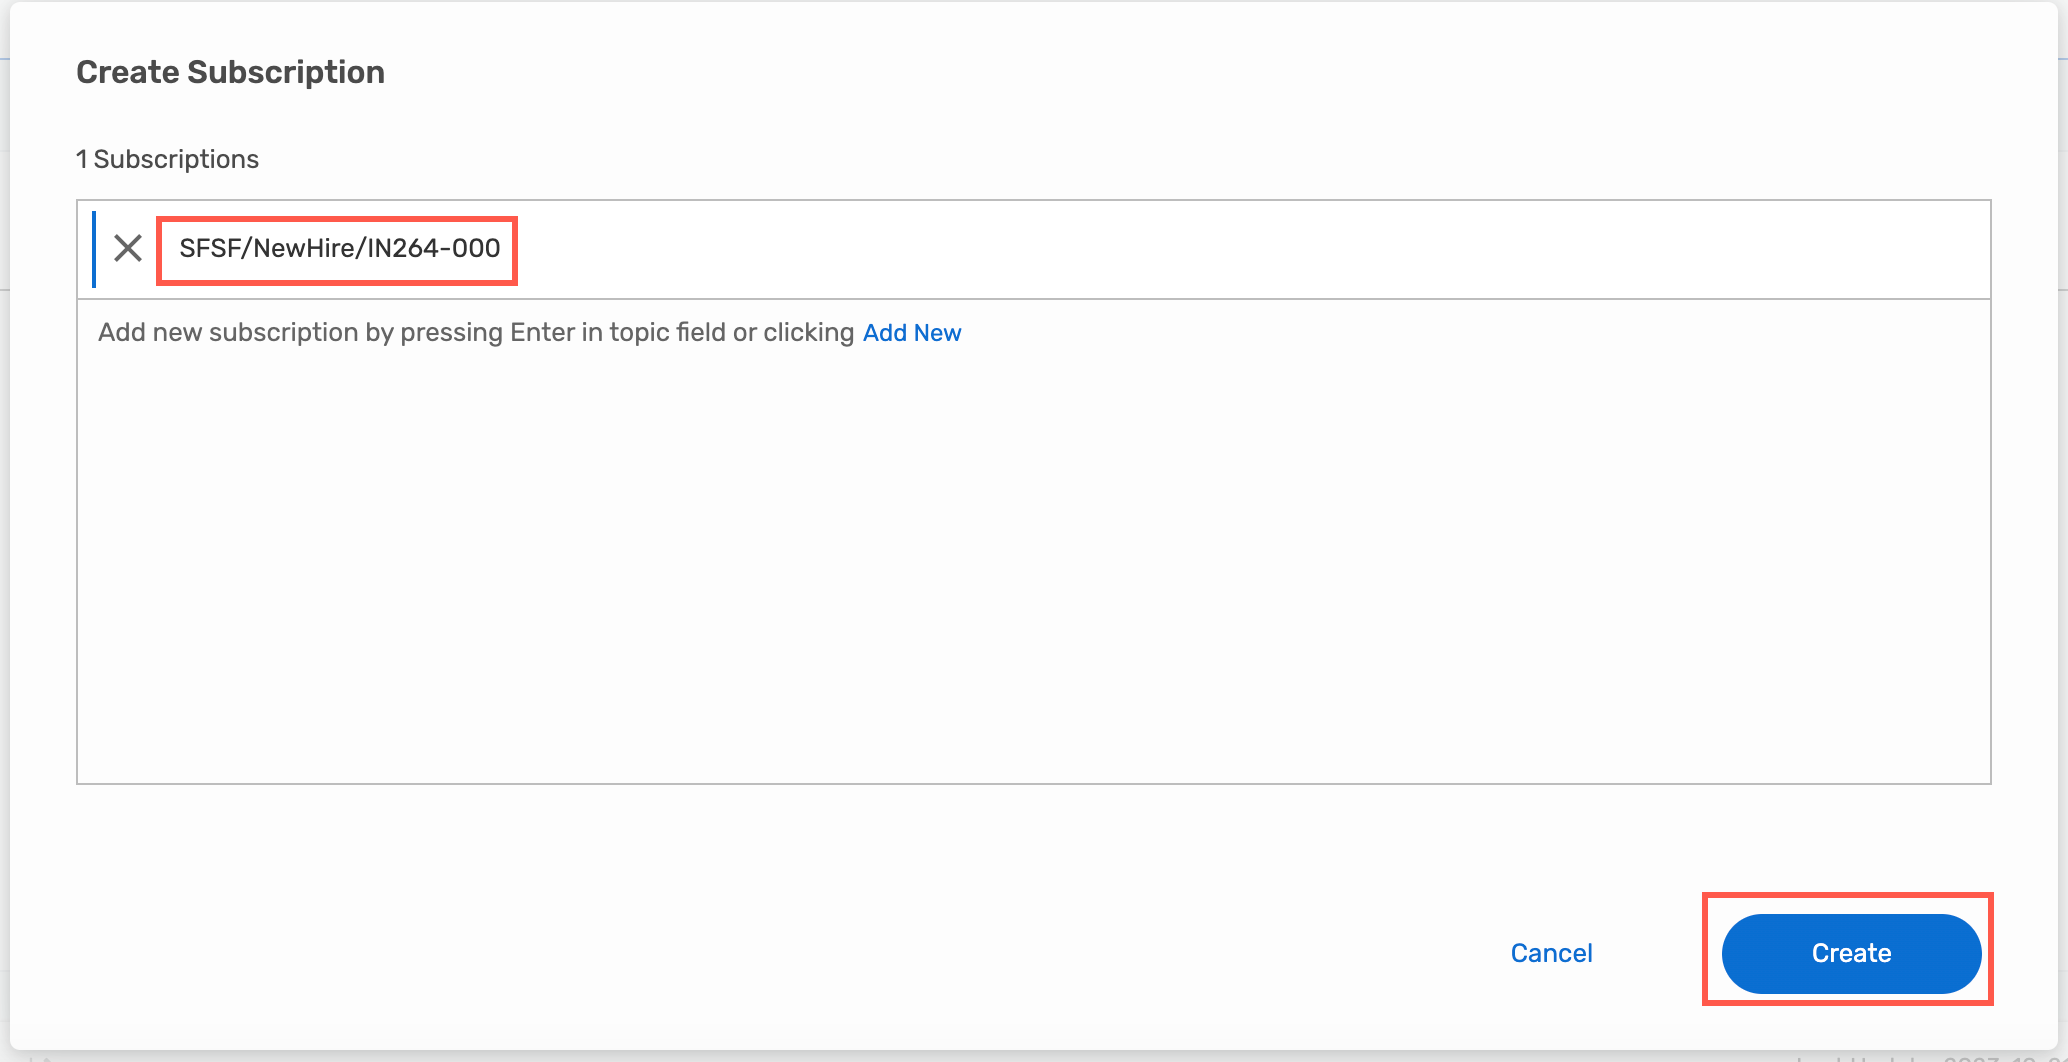 Create Subscription
1 Subscriptions
SFSF/NewHire/IN264-000
Add new subscription by pressing Enter in topic field or clicking Add New
Cancel
Create